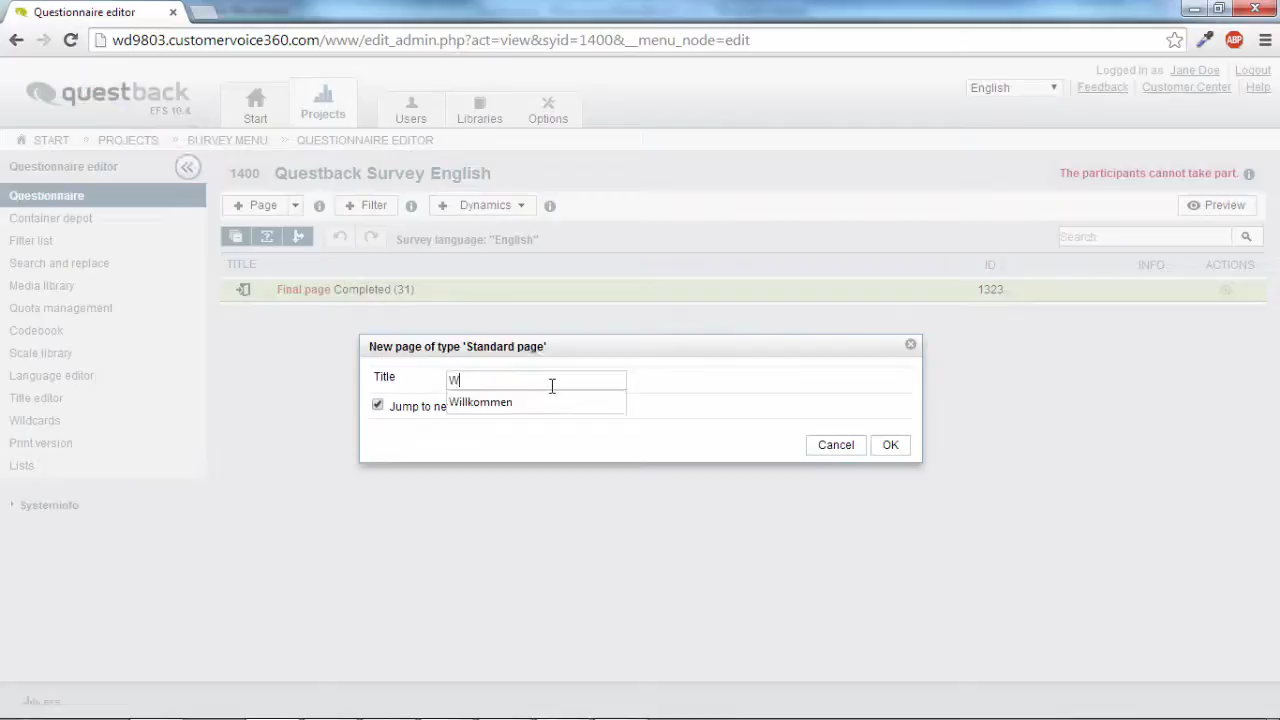 Questionnaire editor
wd9803.customervoice360.com/www/edit_admin.php?act=view&syid=1400&__menu_node=edit
ABP
Logged in as Jane Doe Logout
English Feedback Customer Center Help
questback
EFS 10.4
Start Projects Users Libraries Options
START PROJECTS SURVEY MENU QUESTIONNAIRE EDITOR
Questionnaire editor
Questionnaire
Container depot
Filter list
Search and replace
Media library
Quota management
Codebook
Scale library
Language editor
Title editor
Wildcards
Print version
Lists
Systeminfo
1400 Questback Survey English
The participants cannot take part.
+ Page + Filter + Dynamics Preview
Survey language: "English" Search
TITLE ID INFO ACTIONS
Final page Completed (31) 1323
New page of type 'Standard page'
Title W
Willkommen
Jump to ne
Cancel OK